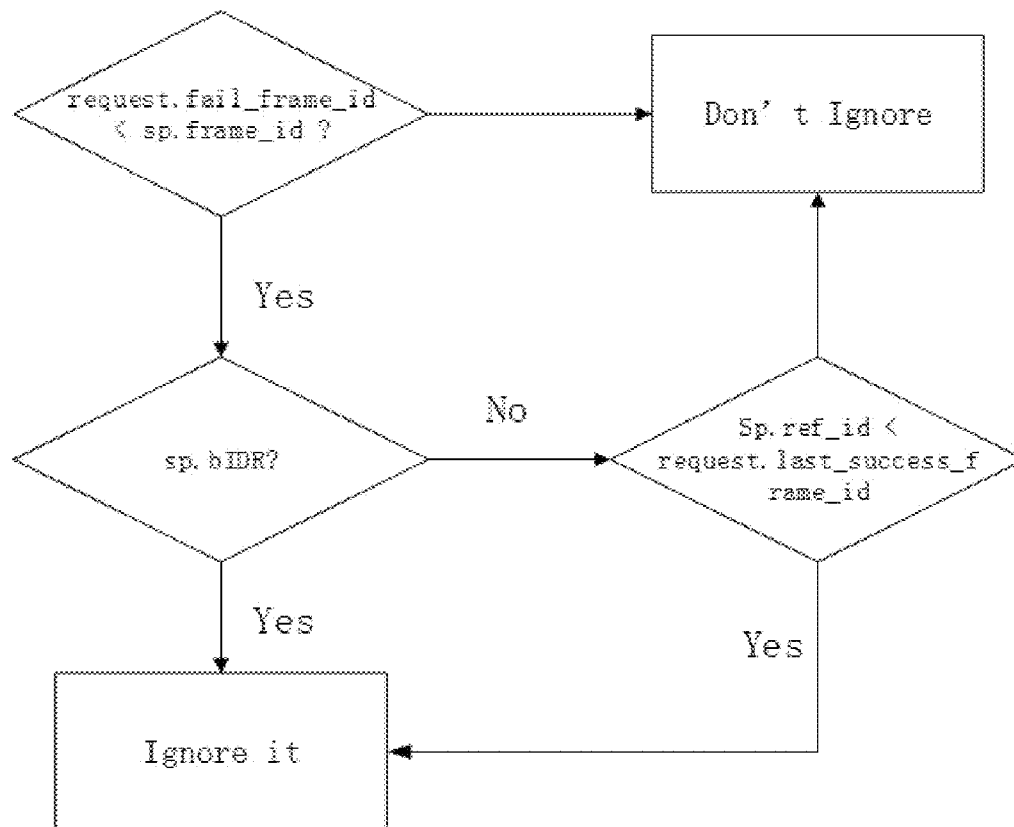 request.fail_frame_id
< sp.frame_id ?
Don't Ignore
Yes
sp.bIDR?
No
Sp.ref_id <
request.last_success_f
rame_id
Yes
Yes
Ignore it